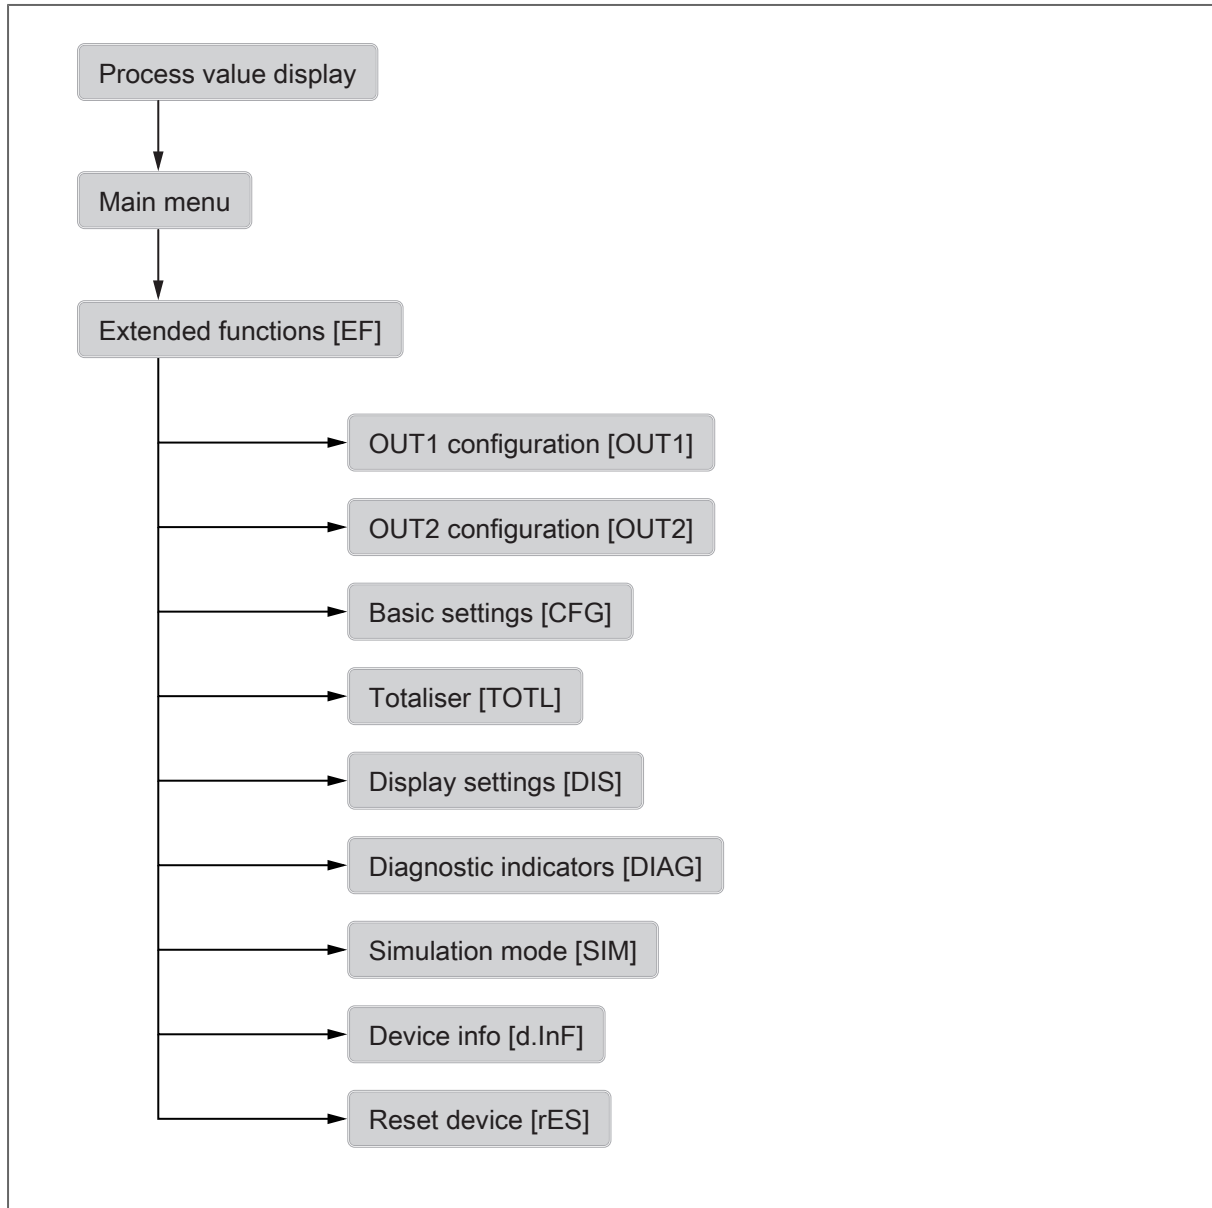 Process value display
Main menu
Extended functions [EF]
OUT1 configuration [OUT1]
OUT2 configuration [OUT2]
Basic settings [CFG]
Totaliser [TOTL]
Display settings [DIS]
Diagnostic indicators [DIAG]
Simulation mode [SIM]
Device info [d.InF]
Reset device [rES]